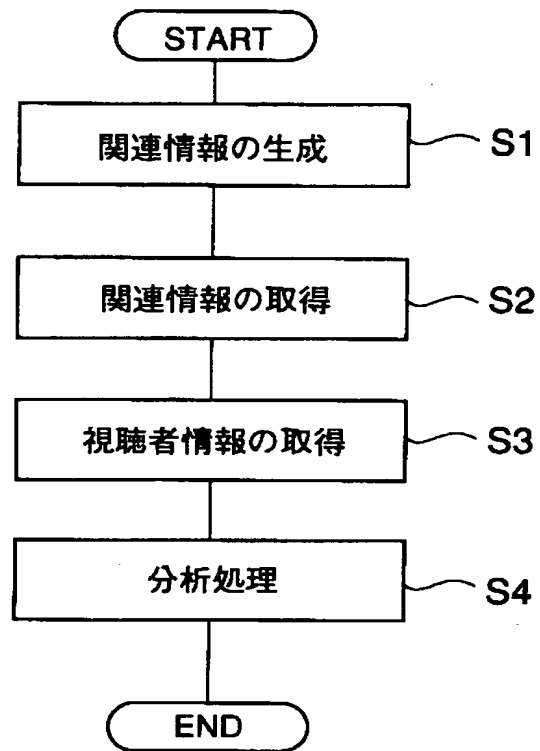 START
関連情報の生成
S1
関連情報の取得
S2
視聴者情報の取得
S3
分析処理
S4
END